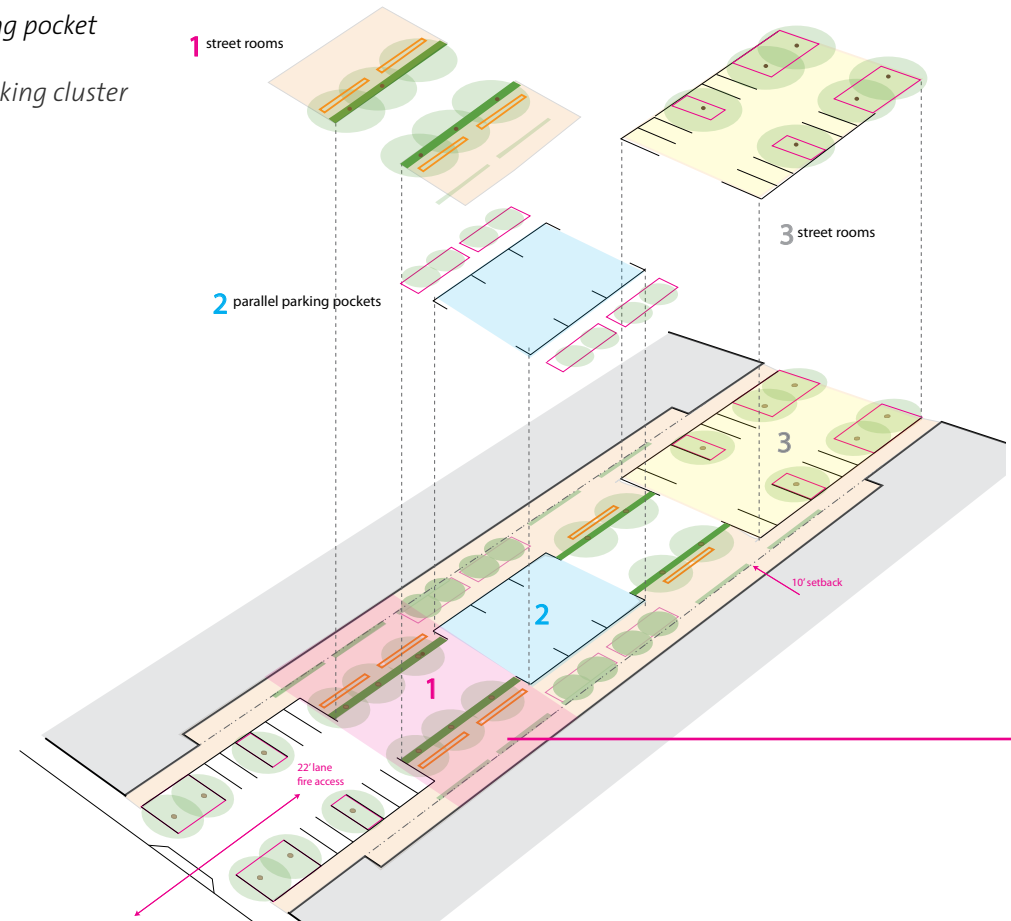 ng pocket
king cluster
1 street rooms
3 street rooms
2 parallel parking pockets
3
10' setback
2
1
22' lane
fire access